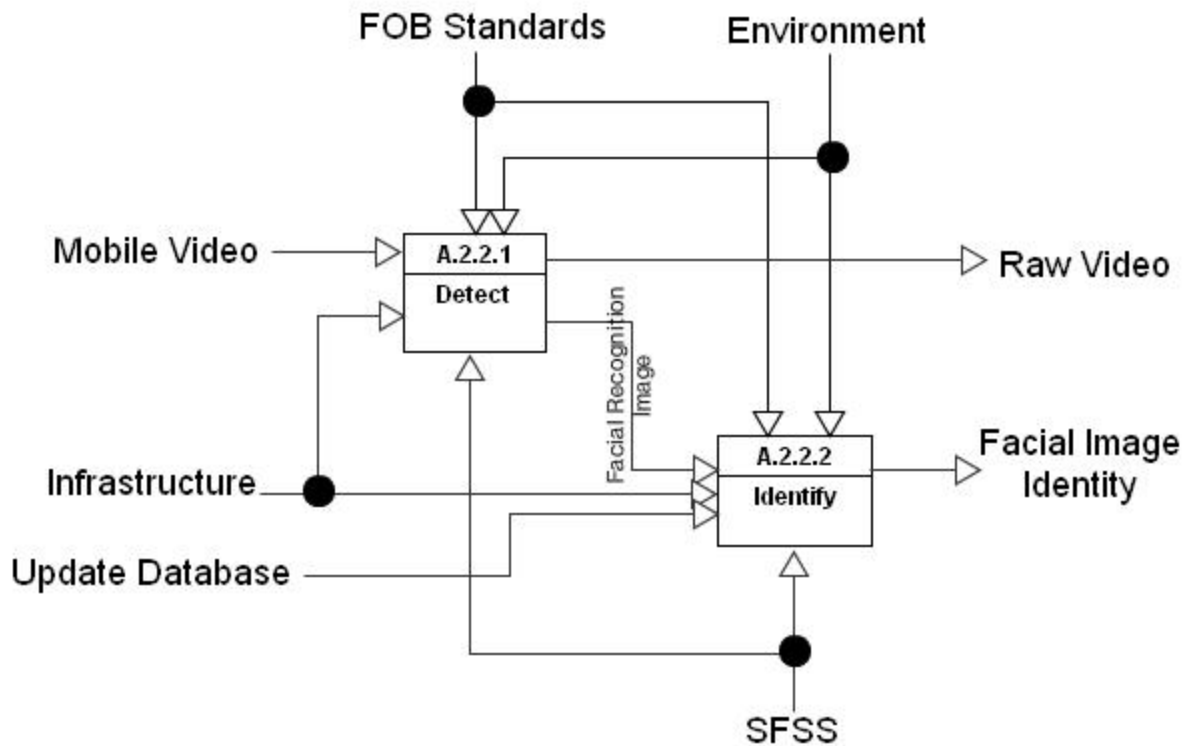 FOB Standards
Environment
Mobile Video
A.2.2.1
Detect
Raw Video
Facial Recognition
Image
Infrastructure
A.2.2.2
Identify
Facial Image
Identity
Update Database
SFSS